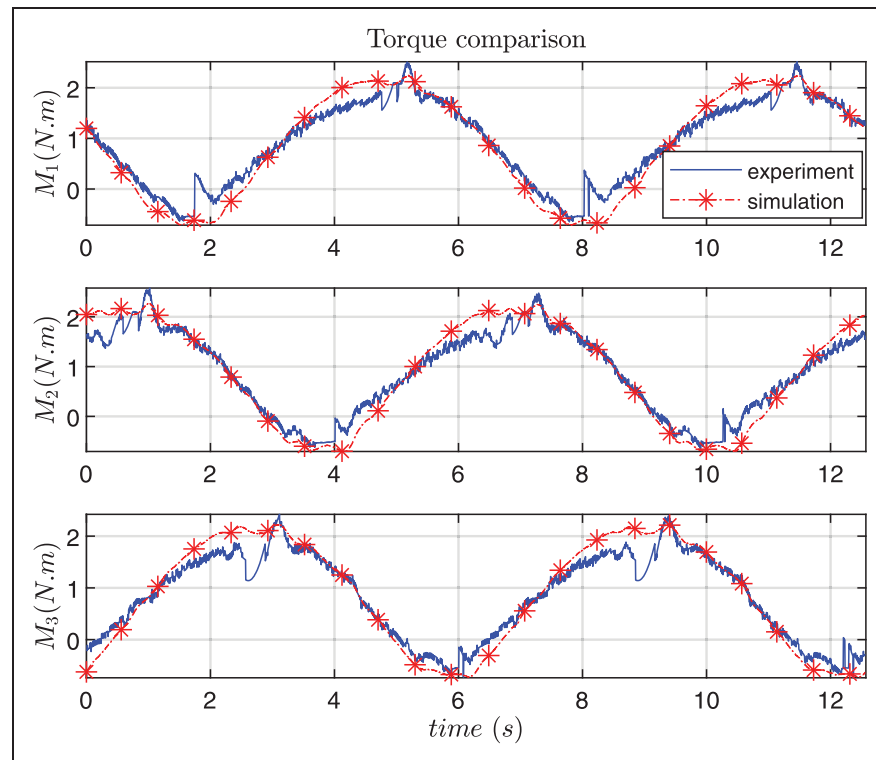 Torque comparison
M₁(N.m)
2
1
0
experiment
simulation
0 2 4 6 8 10 12
M₂(N.m)
2
1
0
0 2 4 6 8 10 12
M₃(N.m)
2
1
0
0 2 4 6 8 10 12
time (s)